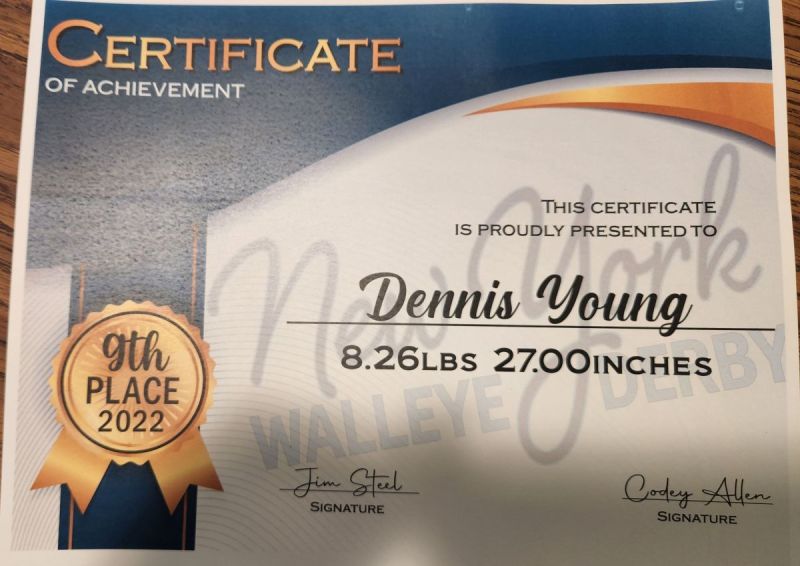 CERTIFICATE
OF ACHIEVEMENT
THIS CERTIFICATE
IS PROUDLY PRESENTED TO
New York
Dennis Young
8.26LBS 27.00INCHES
WALLEYE DERBY
9th
PLACE
2022
Jim Steel
SIGNATURE
Codey Allen
SIGNATURE